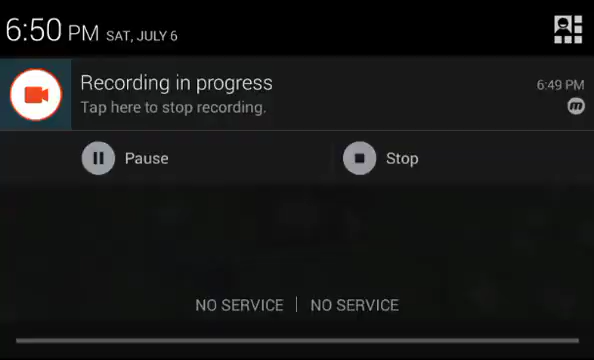 6:50 PM SAT, JULY 6
Recording in progress 6:49 PM
Tap here to stop recording.
Pause Stop
NO SERVICE | NO SERVICE